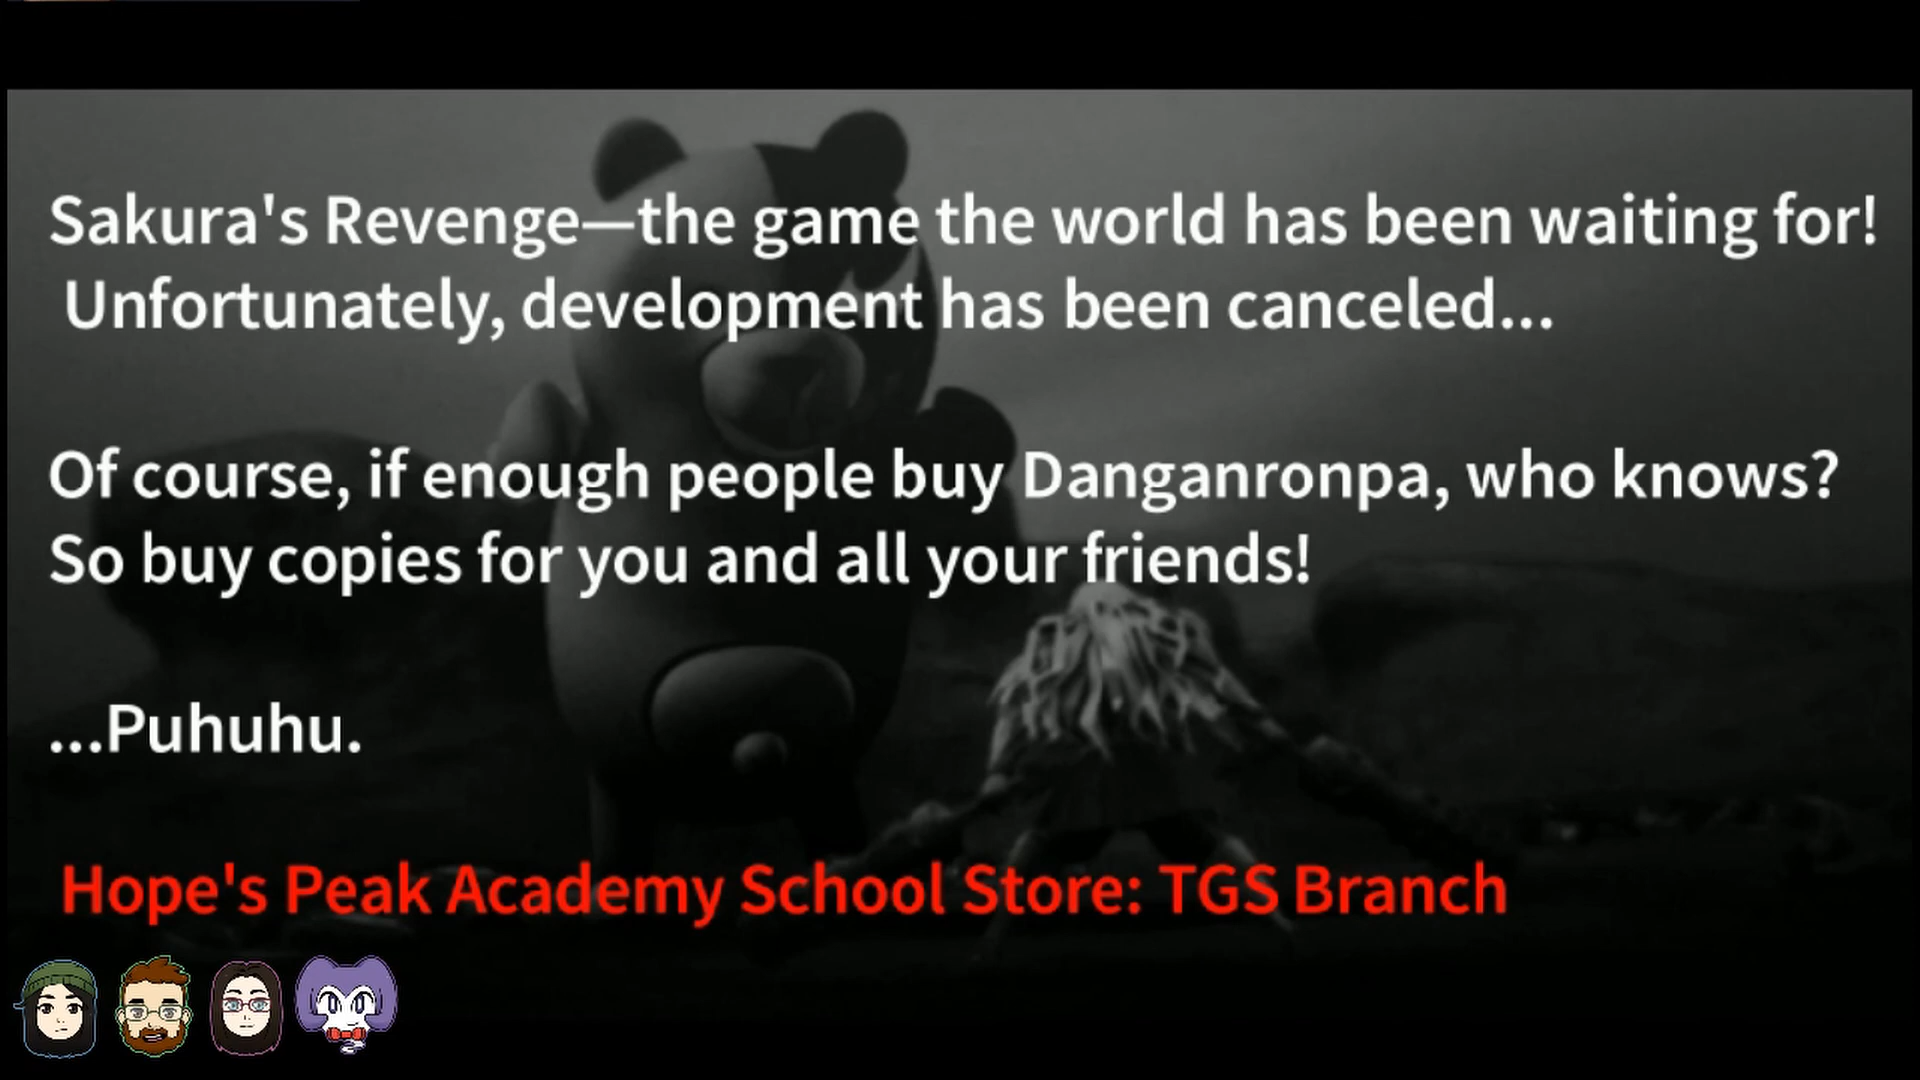 Sakura's Revenge—the game the world has been waiting for!
Unfortunately, development has been canceled...
Of course, if enough people buy Danganronpa, who knows?
So buy copies for you and all your friends!
...Puhuhu.
Hope's Peak Academy School Store: TGS Branch